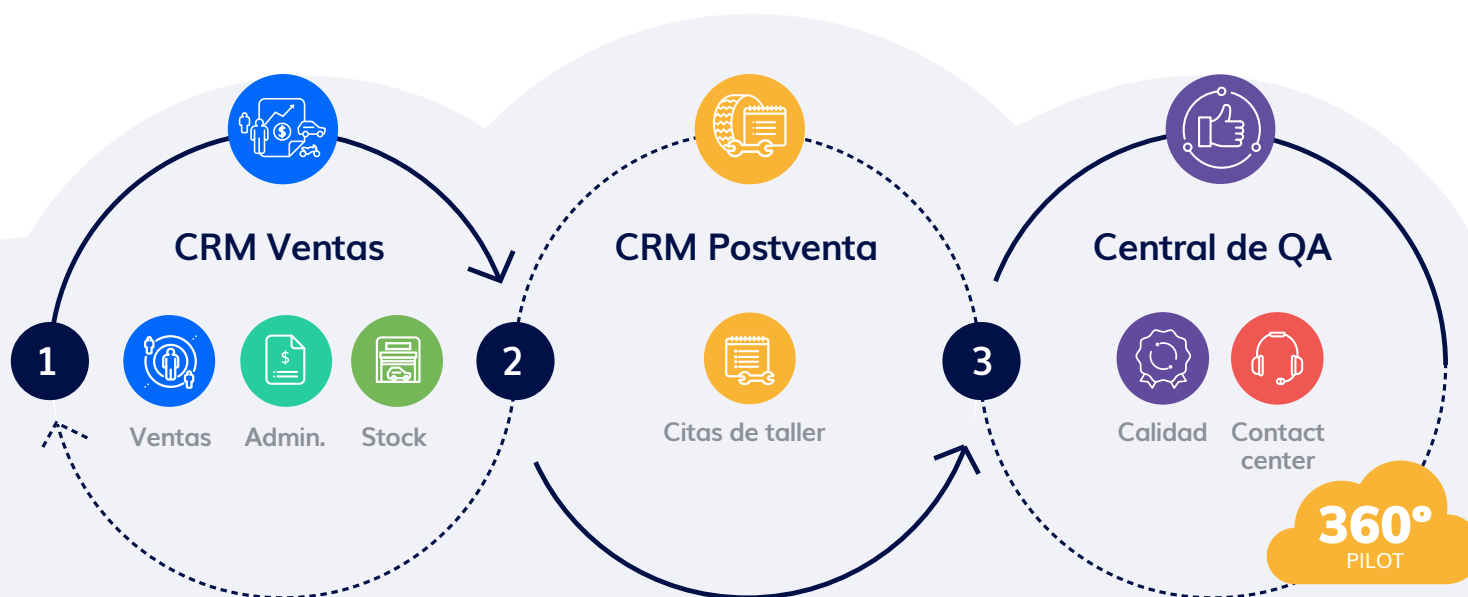 CRM Ventas
CRM Postventa
Central de QA
1
$
Ventas
$
Admin.
Stock
2
Citas de taller
3
Calidad
Contact
center
360°
PILOT